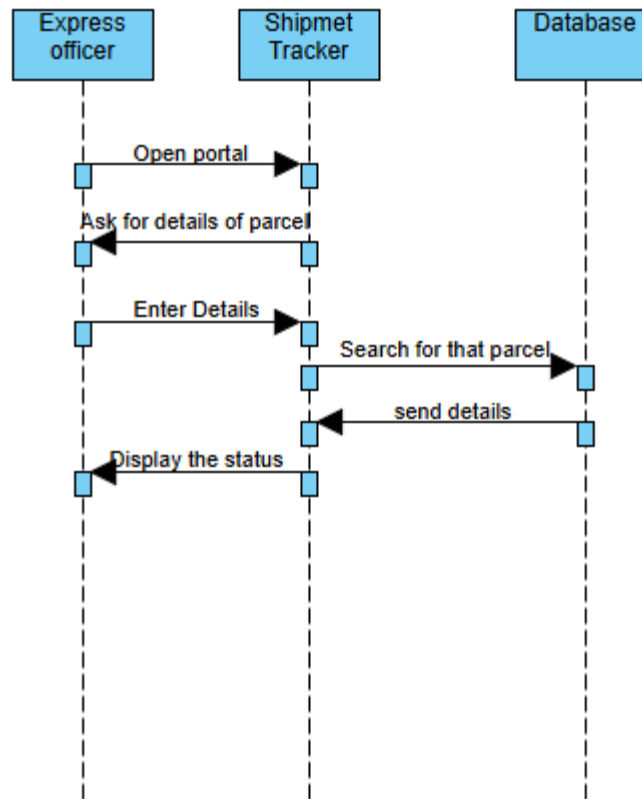 Express
officer
Shipmet
Tracker
Database
Open portal
Ask for details of parcel
Enter Details
Search for that parcel
send details
Display the status